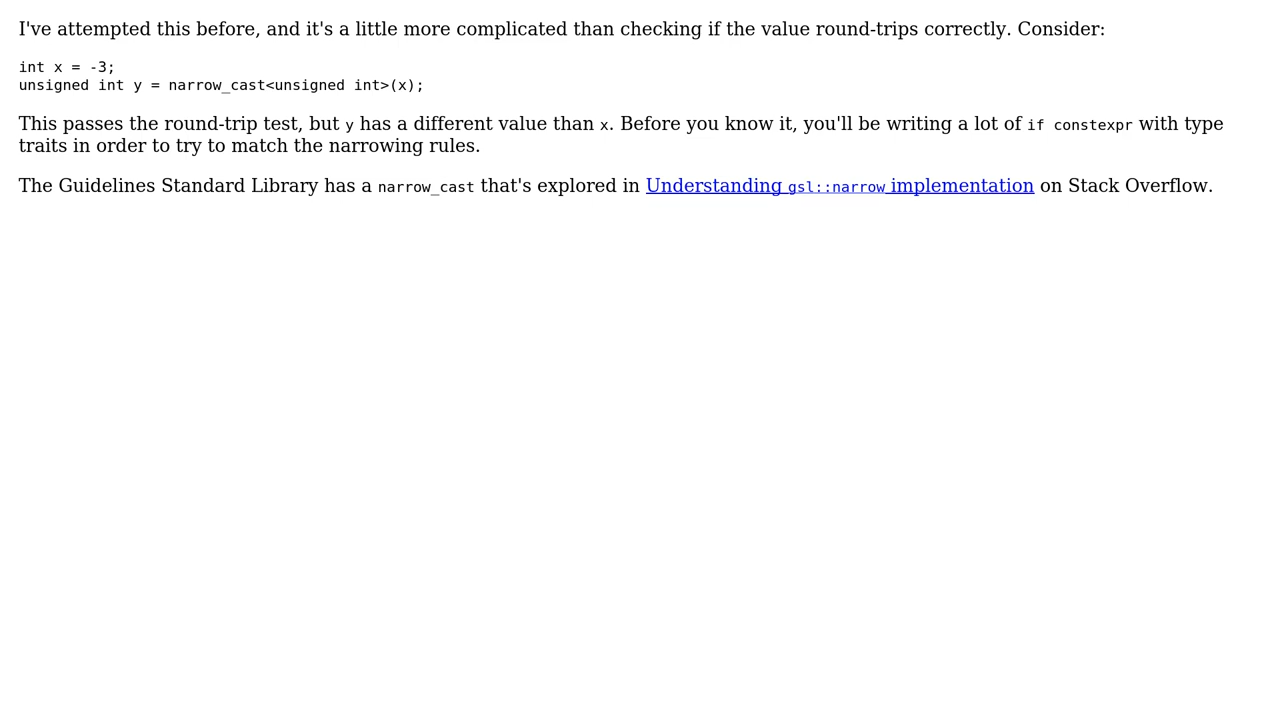 I've attempted this before, and it's a little more complicated than checking if the value round-trips correctly. Consider:
int x = -3;
unsigned int y = narrow_cast<unsigned int>(x);
This passes the round-trip test, but y has a different value than x. Before you know it, you'll be writing a lot of if constexpr with type
traits in order to try to match the narrowing rules.
The Guidelines Standard Library has a narrow_cast that's explored in Understanding gsl::narrow implementation on Stack Overflow.